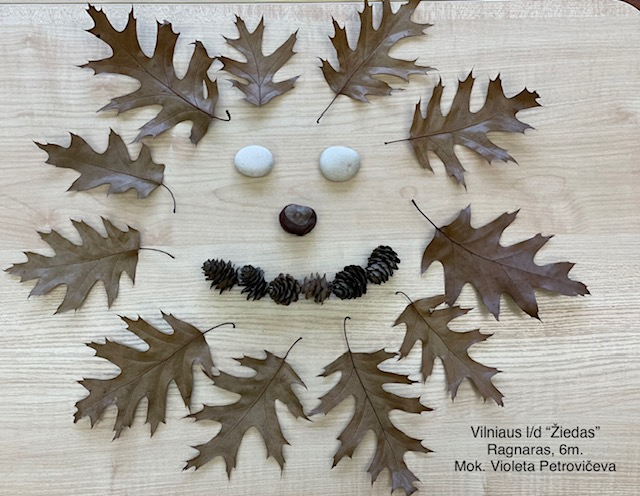 Vilniaus l/d “Žiedas”
Ragnaras, 6m.
Mok. Violeta Petrovičeva